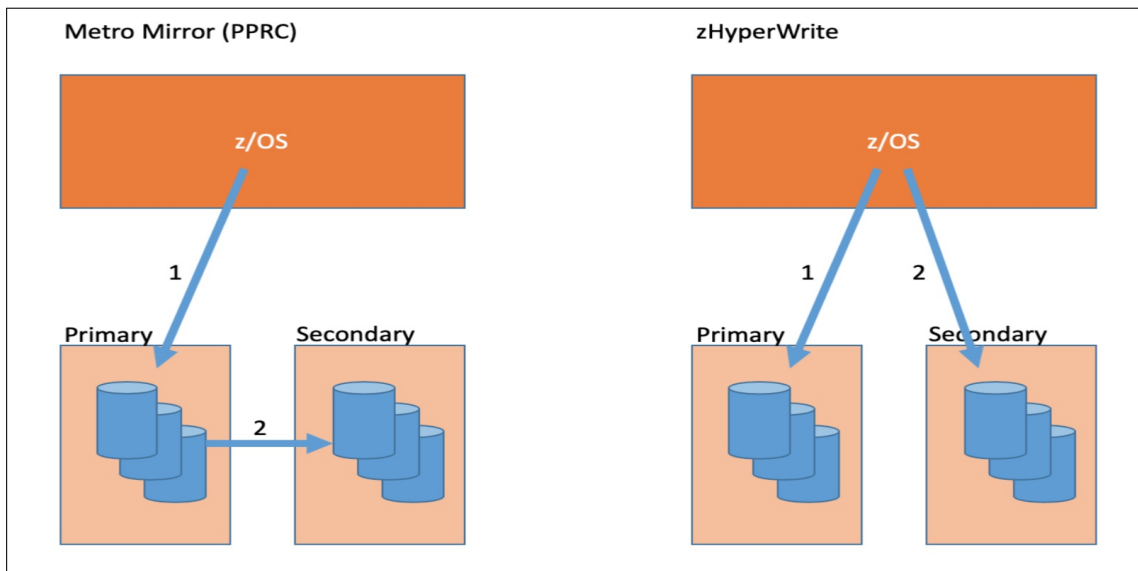 Metro Mirror (PPRC)
zHyperWrite
z/OS
z/OS
1
1
2
Primary
Secondary
Primary
Secondary
2